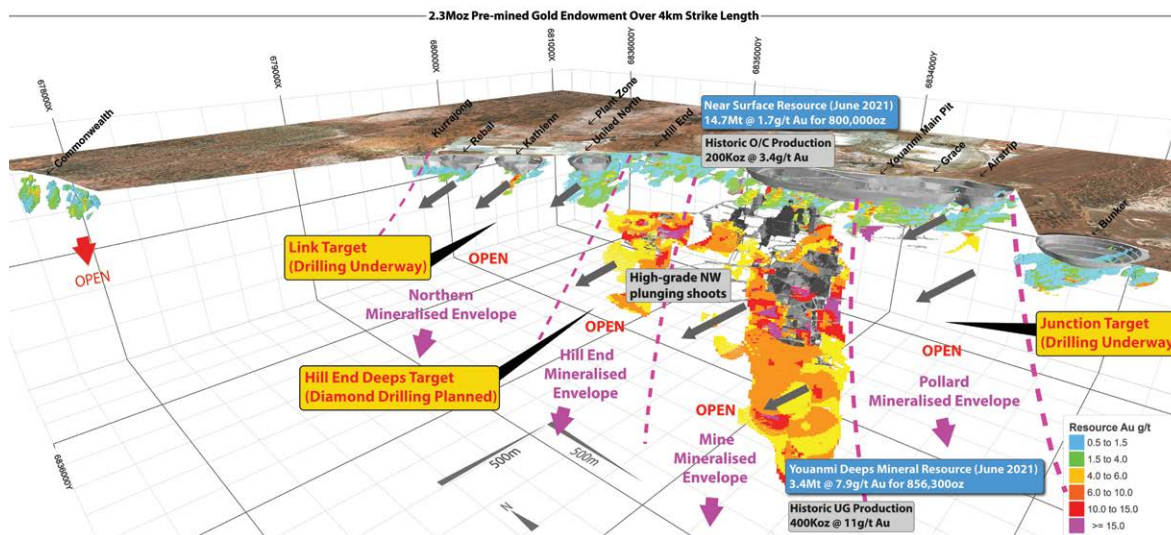 2.3Moz Pre-mined Gold Endowment Over 4km Strike Length
678000X
679000X
680000X
681000X
6836000Y
6835000Y
6834000Y
←Commonwealth
Kurrajong
←Rebal
←Kathlenn
←Plant Zone
←United North
←Hill End
Near Surface Resource (June 2021)
14.7Mt @ 1.7g/t Au for 800,000oz
Historic O/C Production
200Koz @ 3.4g/t Au
←Youanmi Main Pit
←Grace
←Airstrip
←Bunker
OPEN
Link Target
(Drilling Underway)
OPEN
Northern
Mineralised Envelope
High-grade NW
plunging shoots
Hill End Deeps Target
(Diamond Drilling Planned)
OPEN
Hill End
Mineralised
Envelope
OPEN
Mine
Mineralised
Envelope
Junction Target
(Drilling Underway)
OPEN
Pollard
Mineralised Envelope
6836000Y
500m
500m
N
Youanmi Deeps Mineral Resource (June 2021)
3.4Mt @ 7.9g/t Au for 856,300oz
Historic UG Production
400Koz @ 11g/t Au
Resource Au g/t
0.5 to 1.5
1.5 to 4.0
4.0 to 6.0
6.0 to 10.0
10.0 to 15.0
>= 15.0